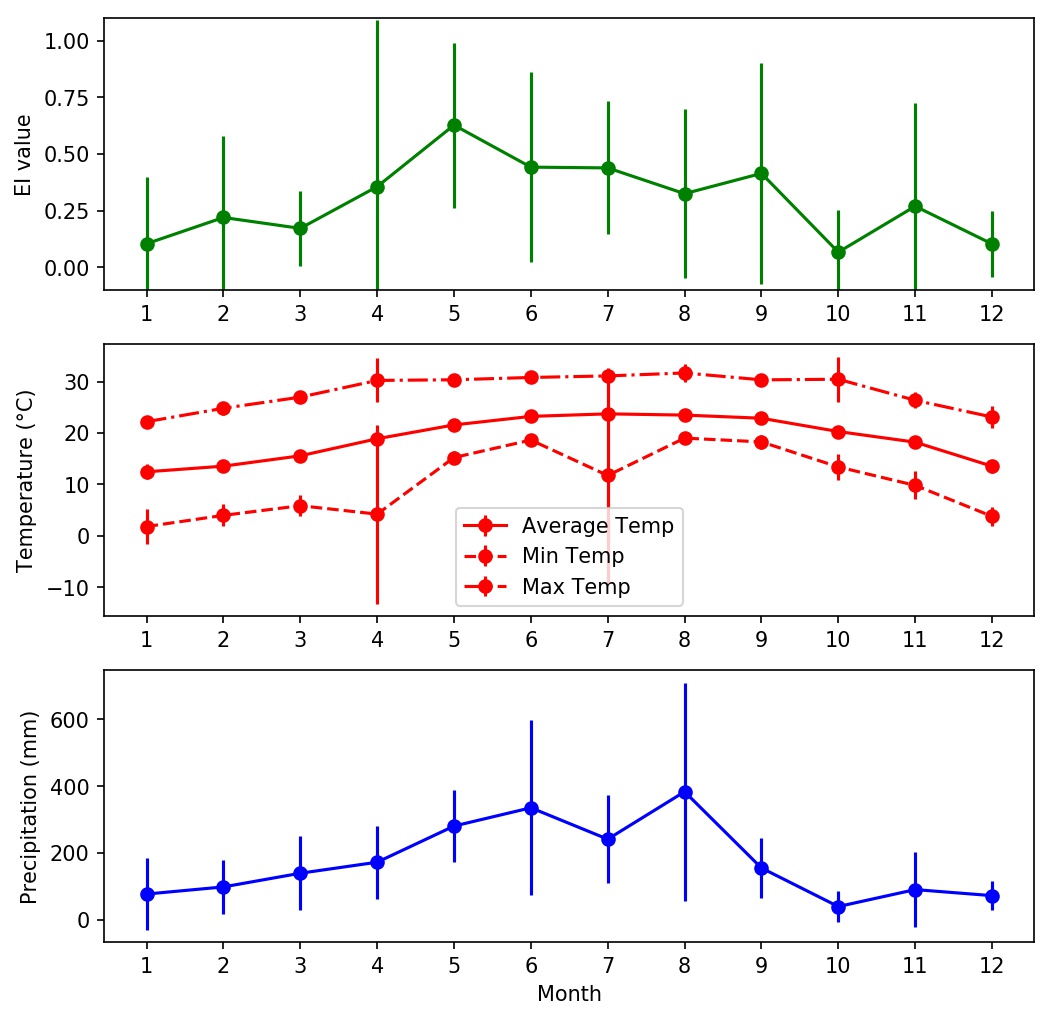 1.00
0.75
0.50
0.25
0.00
EI value
1 2 3 4 5 6 7 8 9 10 11 12
30
20
10
0
−10
Temperature (°C)
Average Temp
Min Temp
Max Temp
1 2 3 4 5 6 7 8 9 10 11 12
600
400
200
0
Precipitation (mm)
1 2 3 4 5 6 7 8 9 10 11 12
Month